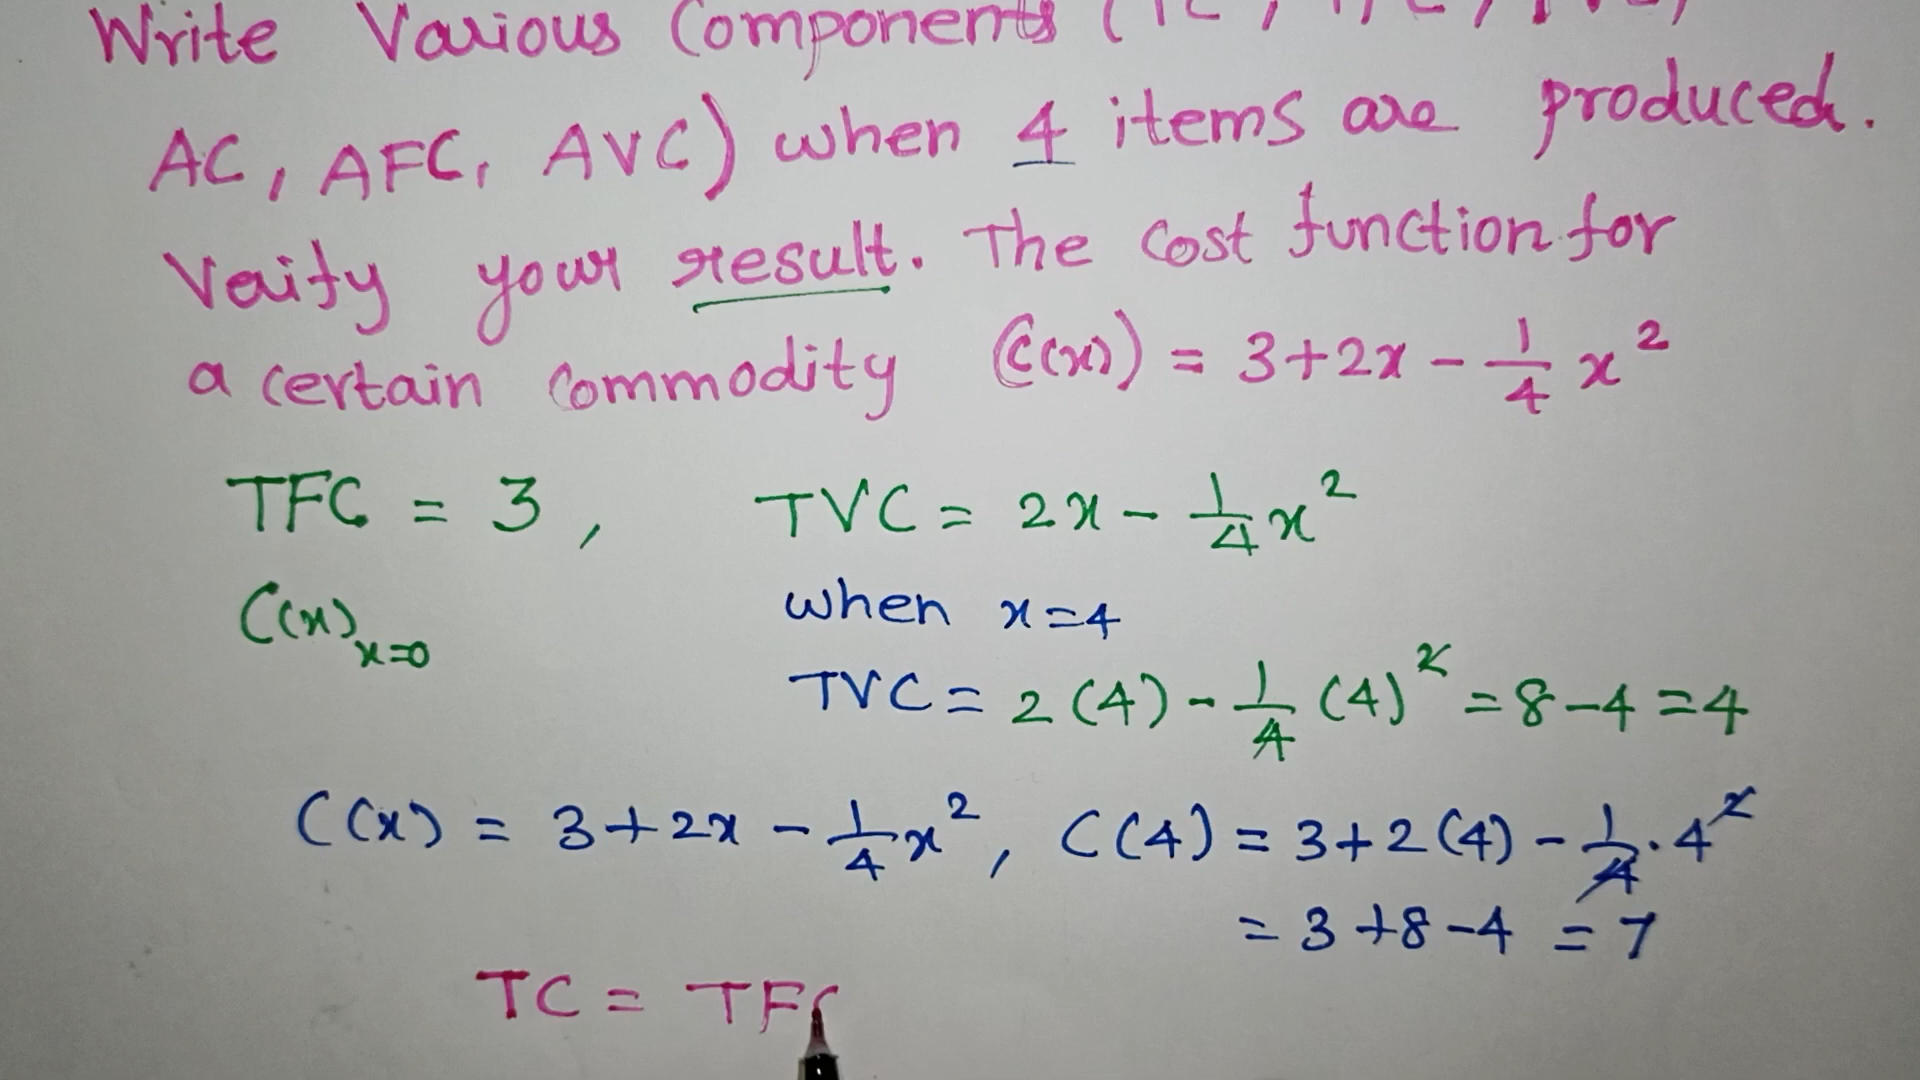 Write Various Components (
AC, AFC, AVC) when 4 items are produced.
Verify your result. The Cost function for
a certain commodity C(x) = 3+2x - 1/4 x²
TFC = 3, TVC = 2x - 1/4 x²
C(x) x=0 when x=4
TVC = 2(4) - 1/4 (4)² = 8-4 = 4
C(x) = 3+2x - 1/4 x², C(4) = 3+2(4) - 1/4 · 4²
= 3+8-4 = 7
TC = TFC